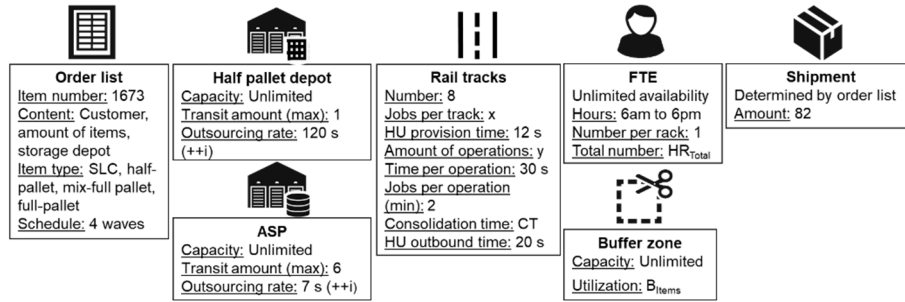 Order list
Item number: 1673
Content: Customer,
amount of items,
storage depot
Item type: SLC, half-
pallet, mix-full pallet,
full-pallet
Schedule: 4 waves
Half pallet depot
Capacity: Unlimited
Transit amount (max): 1
Outsourcing rate: 120 s
(++i)
ASP
Capacity: Unlimited
Transit amount (max): 6
Outsourcing rate: 7 s (++i)
Rail tracks
Number: 8
Jobs per track: x
HU provision time: 12 s
Amount of operations: y
Time per operation: 30 s
Jobs per operation
(min): 2
Consolidation time: CT
HU outbound time: 20 s
FTE
Unlimited availability
Hours: 6am to 6pm
Number per rack: 1
Total number: HRTotal
Buffer zone
Capacity: Unlimited
Utilization: BItems
Shipment
Determined by order list
Amount: 82